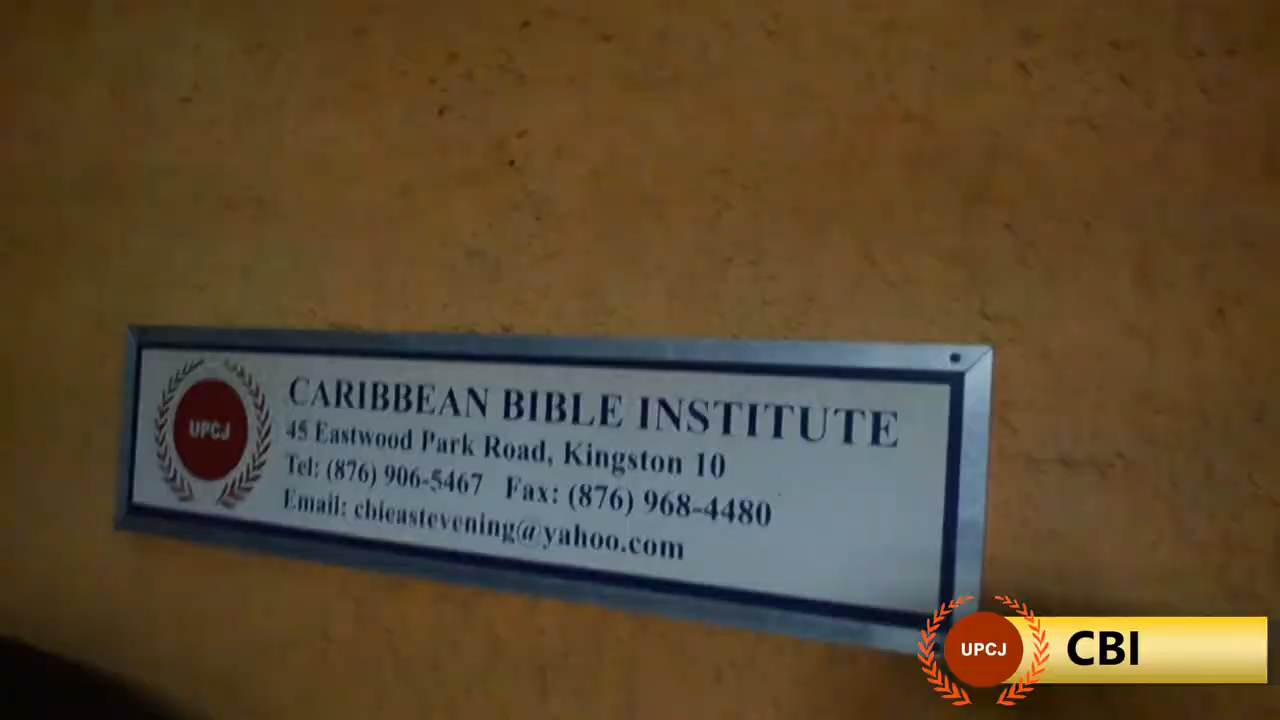 UPCJ
CARIBBEAN BIBLE INSTITUTE
45 Eastwood Park Road, Kingston 10
Tel: (876) 906-5467 Fax: (876) 968-4480
Email: cbieastevening@yahoo.com
UPCJ
CBI